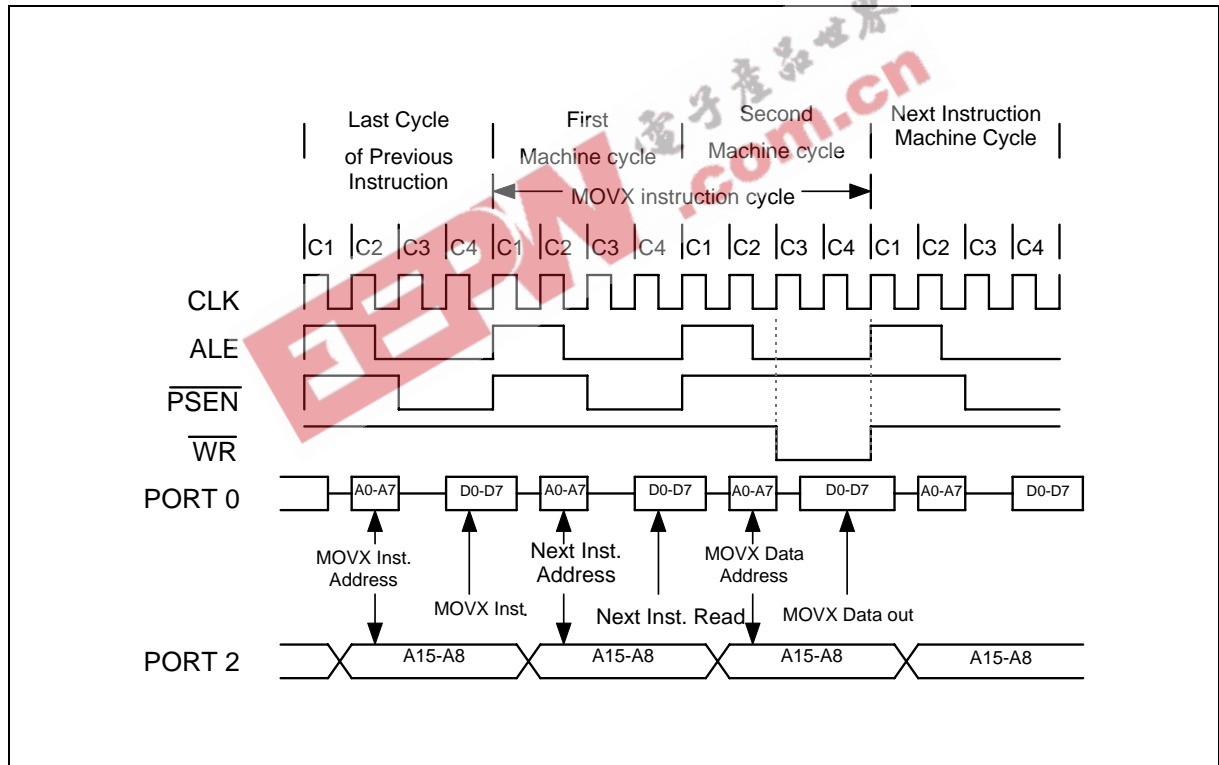 電子產品世界
.com.cn
EEPW
Last Cycle
of Previous
Instruction
First
Machine cycle
Second
Machine cycle
Next Instruction
Machine Cycle
MOVX instruction cycle
C1 C2 C3 C4 C1 C2 C3 C4 C1 C2 C3 C4 C1 C2 C3 C4
CLK
ALE
PSEN
WR
PORT 0
A0-A7 D0-D7 A0-A7 D0-D7 A0-A7 D0-D7 A0-A7 D0-D7
MOVX Inst.
Address
MOVX Inst.
Next Inst.
Address
Next Inst. Read
MOVX Data
Address
MOVX Data out
PORT 2
A15-A8 A15-A8 A15-A8 A15-A8